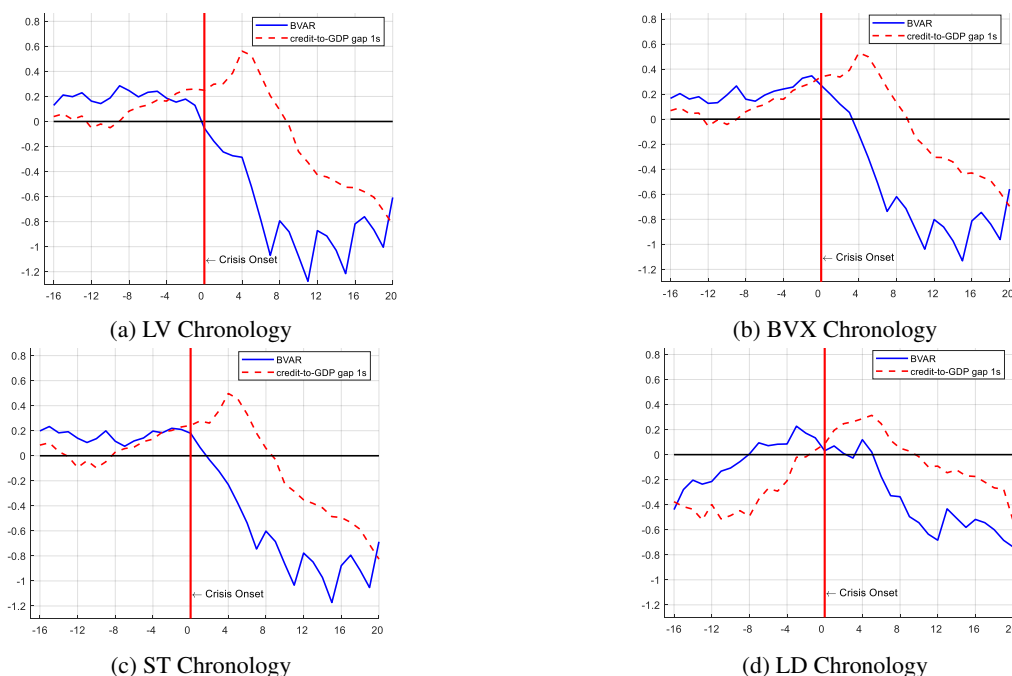 0.8
0.6
0.4
0.2
0
-0.2
-0.4
-0.6
-0.8
-1
-1.2
BVAR
credit-to-GDP gap 1s
← Crisis Onset
-16 -12 -8 -4 0 4 8 12 16 20
(a) LV Chronology
0.8
0.6
0.4
0.2
0
-0.2
-0.4
-0.6
-0.8
-1
-1.2
BVAR
credit-to-GDP gap 1s
← Crisis Onset
-16 -12 -8 -4 0 4 8 12 16 20
(b) BVX Chronology
0.8
0.6
0.4
0.2
0
-0.2
-0.4
-0.6
-0.8
-1
-1.2
BVAR
credit-to-GDP gap 1s
← Crisis Onset
-16 -12 -8 -4 0 4 8 12 16 20
(c) ST Chronology
0.8
0.6
0.4
0.2
0
-0.2
-0.4
-0.6
-0.8
-1
-1.2
BVAR
credit-to-GDP gap 1s
← Crisis Onset
-16 -12 -8 -4 0 4 8 12 16 20
(d) LD Chronology